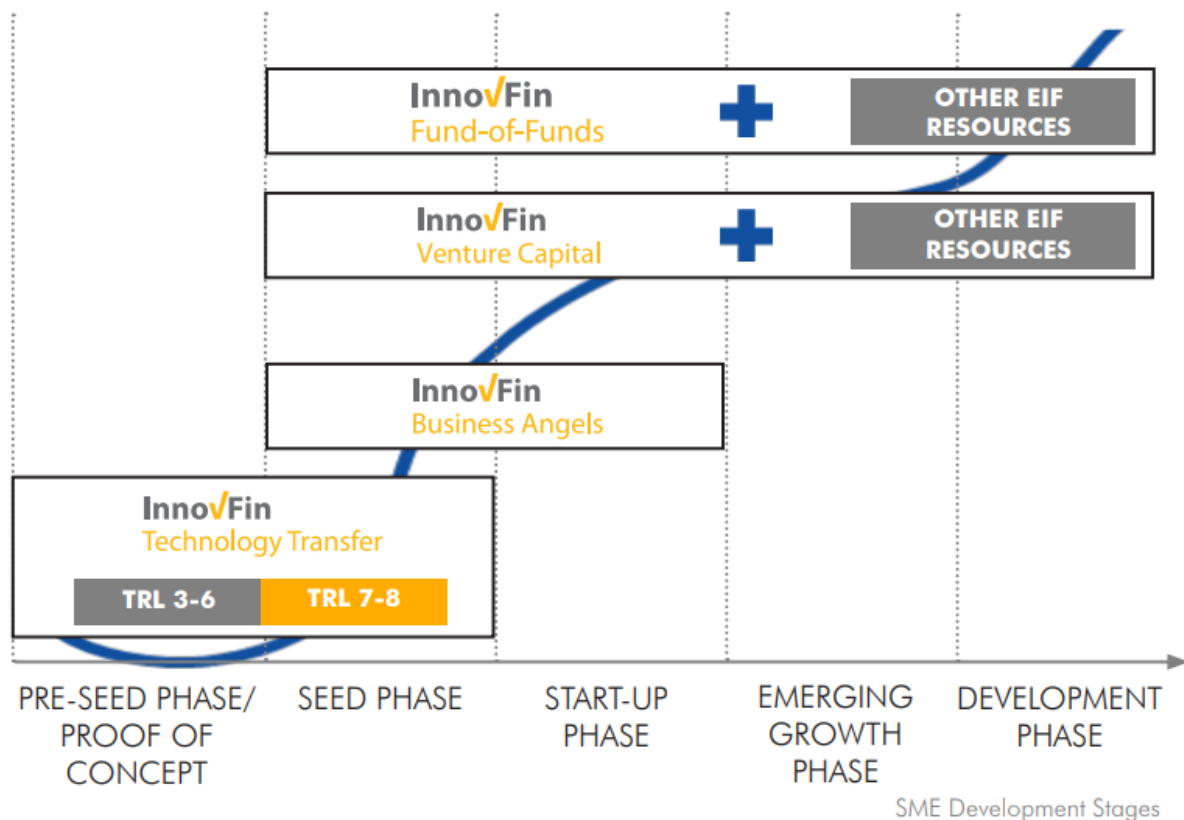 InnovFin
Fund-of-Funds
OTHER EIF
RESOURCES
InnovFin
Venture Capital
OTHER EIF
RESOURCES
InnovFin
Business Angels
InnovFin
Technology Transfer
TRL 3-6
TRL 7-8
PRE-SEED PHASE/
PROOF OF
CONCEPT
SEED PHASE
START-UP
PHASE
EMERGING
GROWTH
PHASE
DEVELOPMENT
PHASE
SME Development Stages